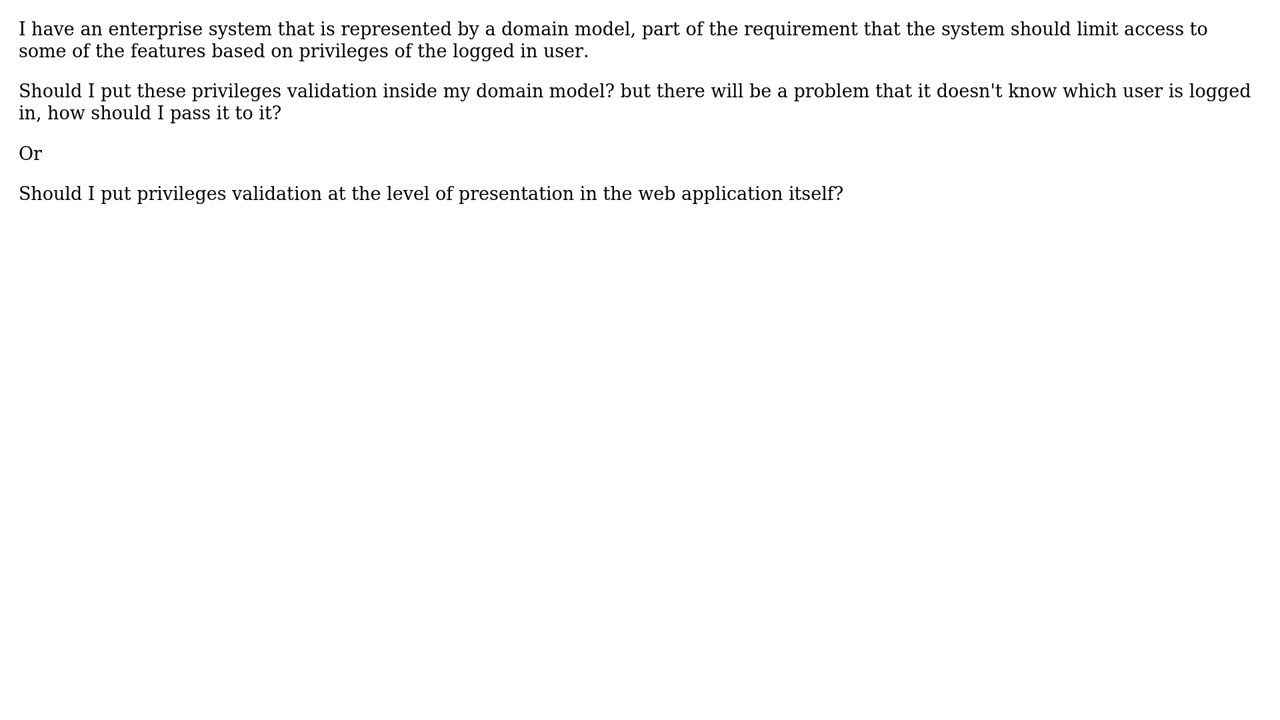 I have an enterprise system that is represented by a domain model, part of the requirement that the system should limit access to
some of the features based on privileges of the logged in user.
Should I put these privileges validation inside my domain model? but there will be a problem that it doesn't know which user is logged
in, how should I pass it to it?
Or
Should I put privileges validation at the level of presentation in the web application itself?